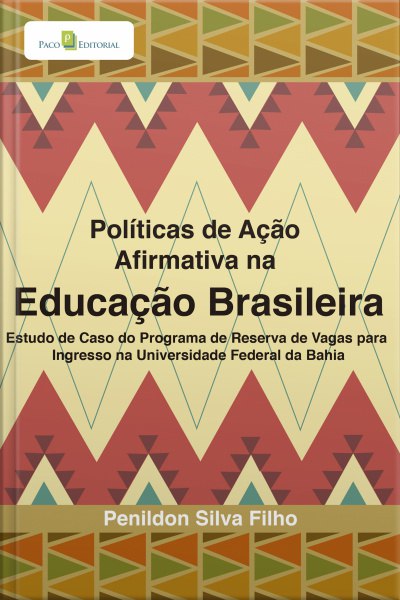 Paco Editorial
Políticas de Ação
Afirmativa na
Educação Brasileira
Estudo de Caso do Programa de Reserva de Vagas para
Ingresso na Universidade Federal da Bahia
Penildon Silva Filho